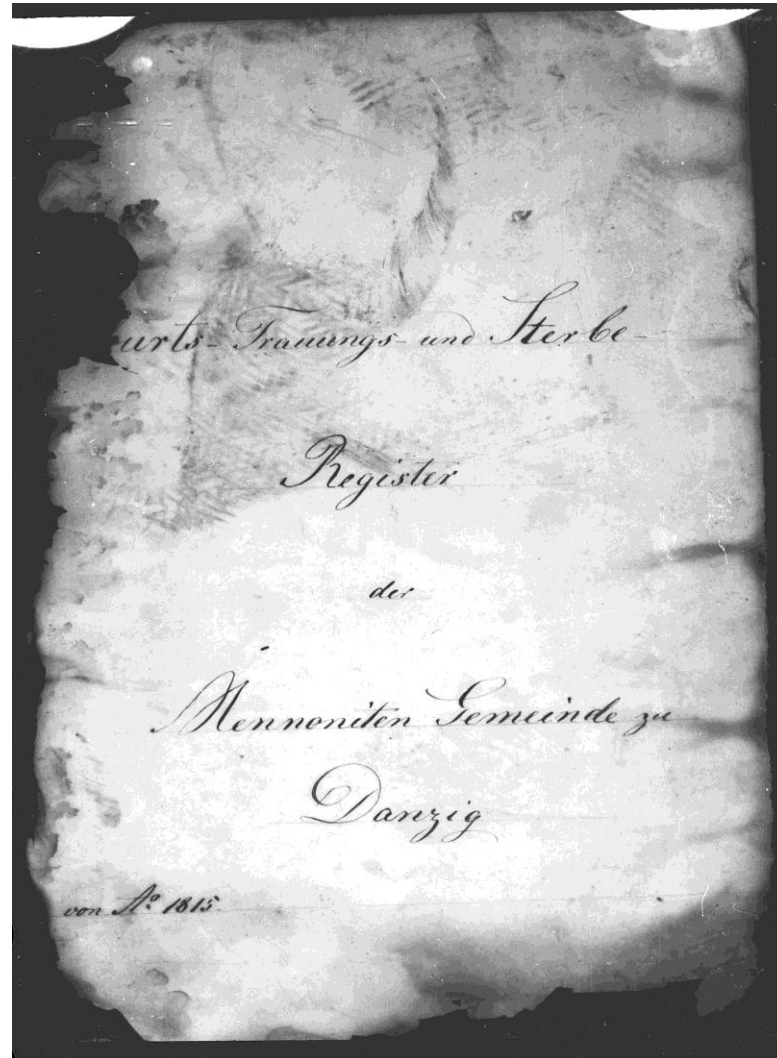 urts-Trauungs- und Sterbe-
Register
der
Mennoniten Gemeinde zu
Danzig
von Aº 1815.